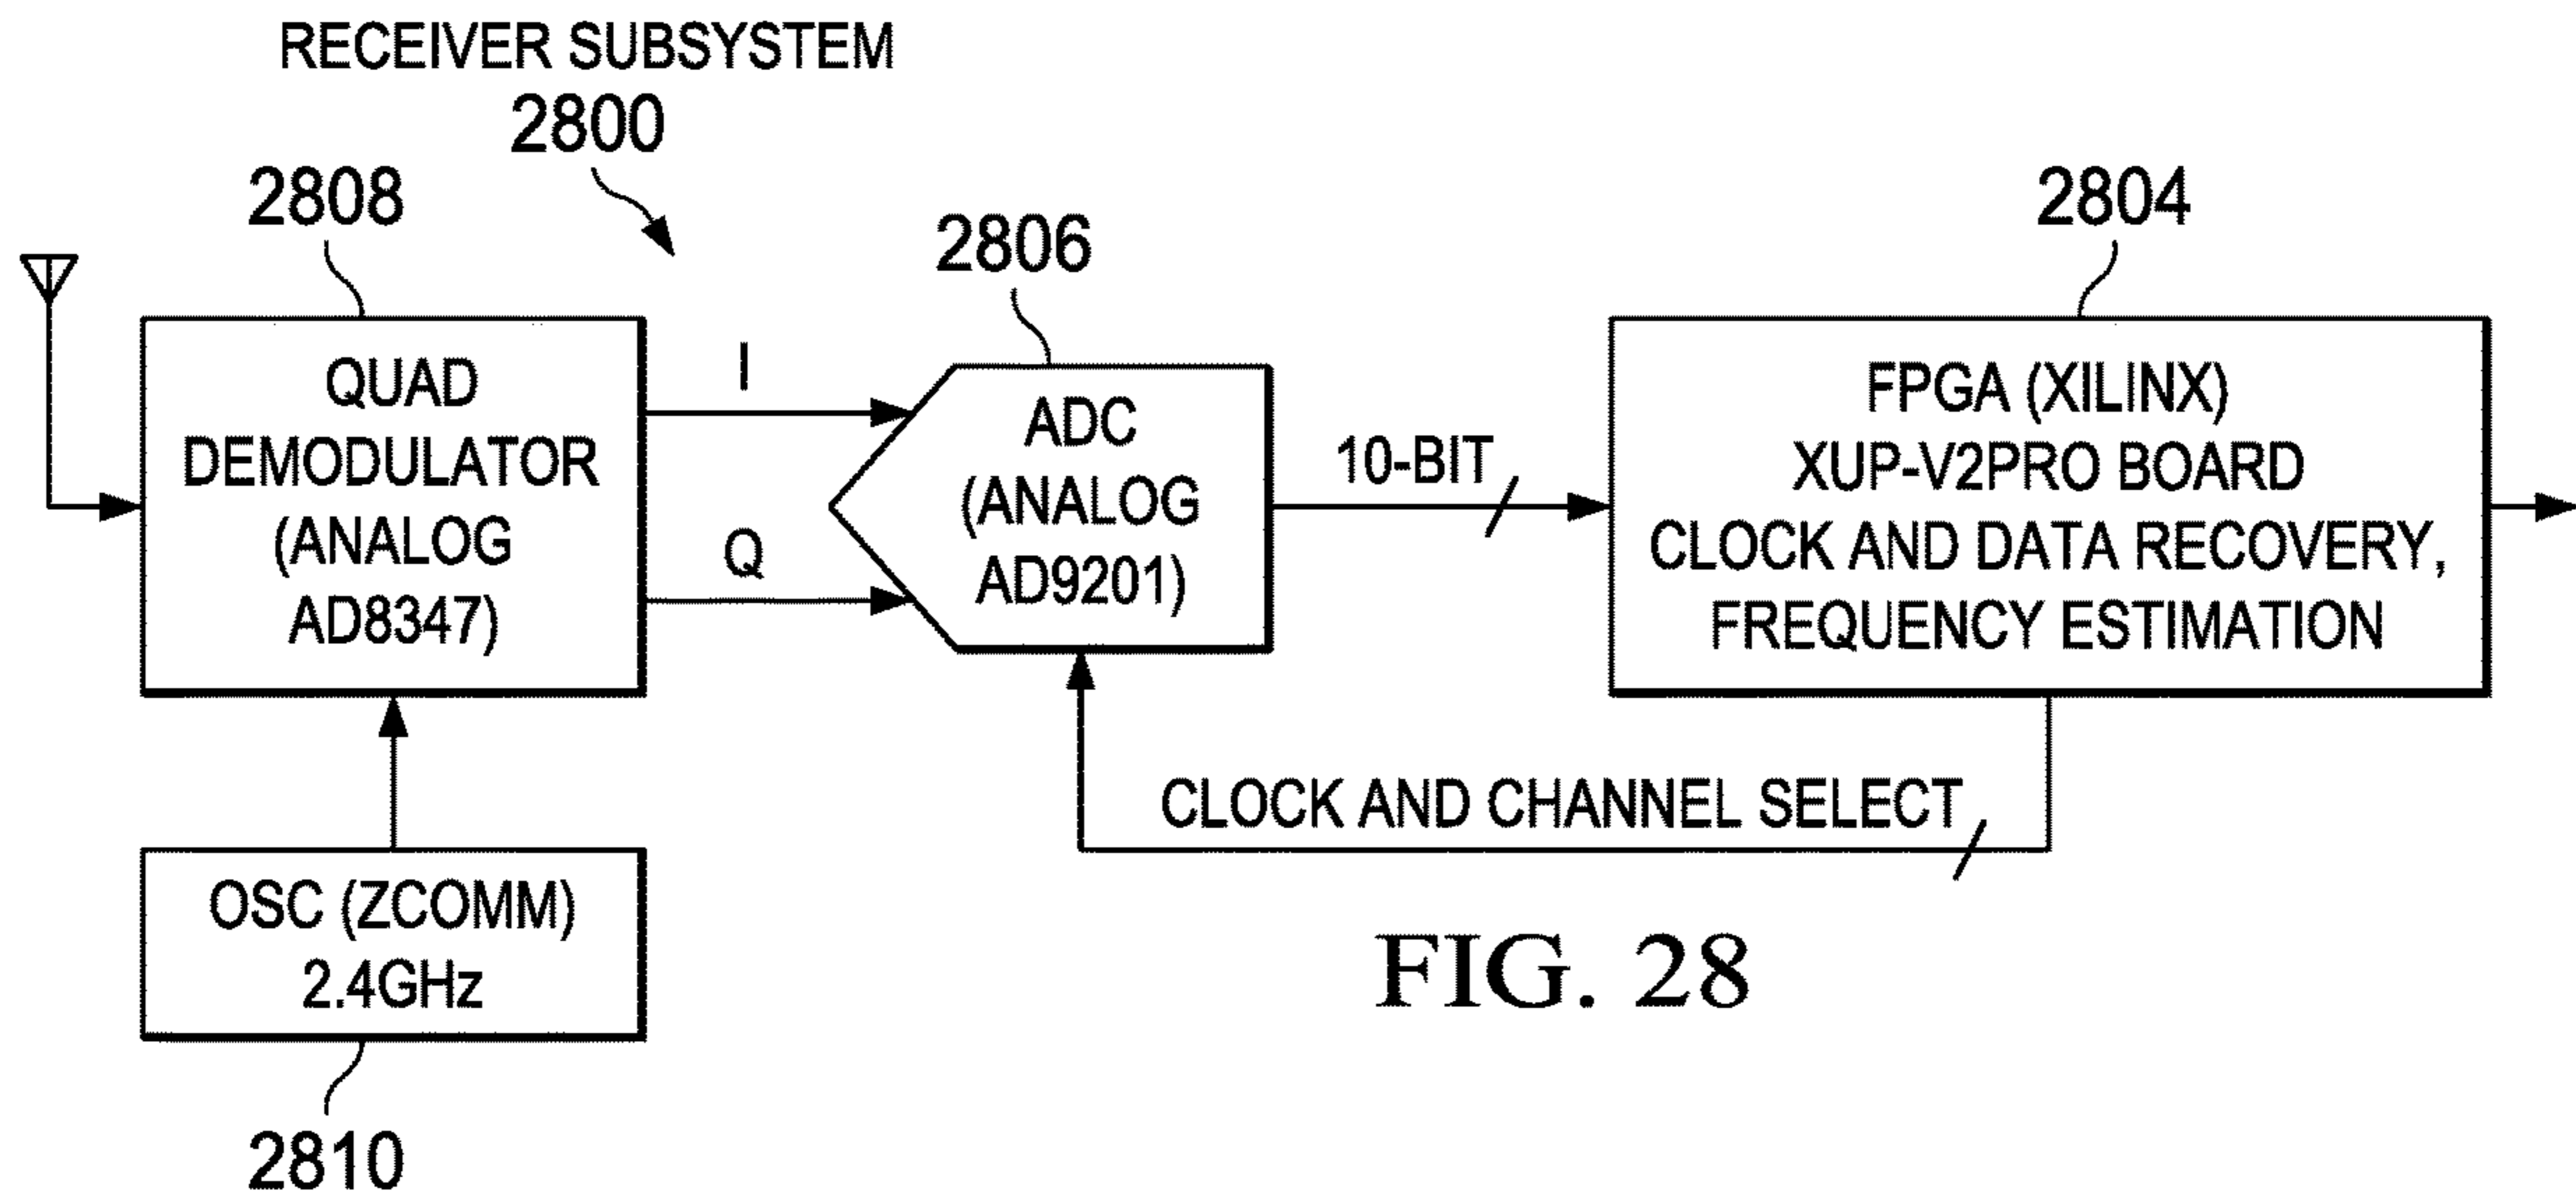 RECEIVER SUBSYSTEM
2800
2808
2806
2804
QUAD
DEMODULATOR
(ANALOG
AD8347)
I
Q
ADC
(ANALOG
AD9201)
10-BIT
FPGA (XILINX)
XUP-V2PRO BOARD
CLOCK AND DATA RECOVERY,
FREQUENCY ESTIMATION
CLOCK AND CHANNEL SELECT
OSC (ZCOMM)
2.4GHz
2810
FIG. 28